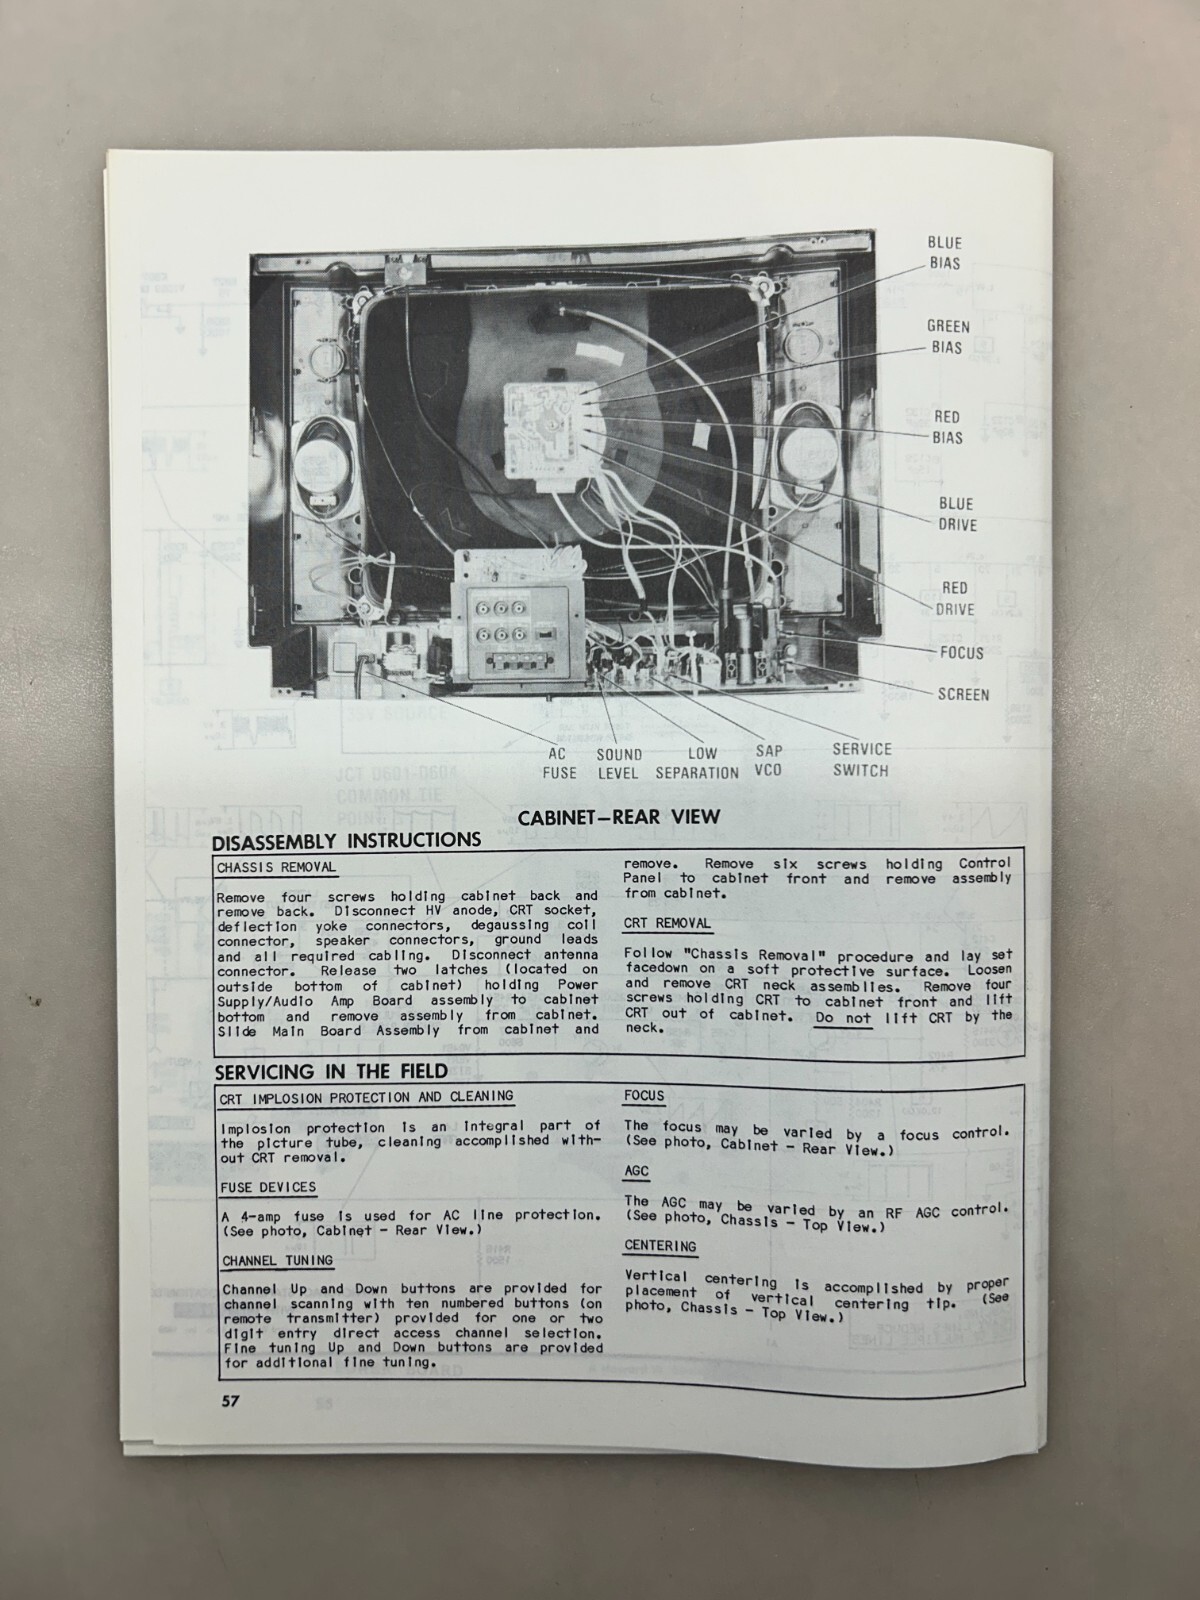 BLUE
BIAS
GREEN
BIAS
RED
BIAS
BLUE
DRIVE
RED
DRIVE
FOCUS
SCREEN
AC
FUSE
SOUND
LEVEL
LOW
SEPARATION
SAP
VCO
SERVICE
SWITCH
CABINET—REAR VIEW
DISASSEMBLY INSTRUCTIONS
CHASSIS REMOVAL
Remove four screws holding cabinet back and
remove back. Disconnect HV anode, CRT socket,
deflection yoke connectors, degaussing coil
connector, speaker connectors, ground leads
and all required cabling. Disconnect antenna
connector. Release two latches (located on
outside bottom of cabinet) holding Power
Supply/Audio Amp Board assembly to cabinet
bottom and remove assembly from cabinet.
Slide Main Board Assembly from cabinet and
remove. Remove six screws holding Control
Panel to cabinet front and remove assembly
from cabinet.
CRT REMOVAL
Follow "Chassis Removal" procedure and lay set
facedown on a soft protective surface. Loosen
and remove CRT neck assemblies. Remove four
screws holding CRT to cabinet front and lift
CRT out of cabinet. Do not lift CRT by the
neck.
SERVICING IN THE FIELD
CRT IMPLOSION PROTECTION AND CLEANING
Implosion protection is an integral part of
the picture tube, cleaning accomplished with-
out CRT removal.
FUSE DEVICES
A 4-amp fuse is used for AC line protection.
(See photo, Cabinet - Rear View.)
CHANNEL TUNING
Channel Up and Down buttons are provided for
channel scanning with ten numbered buttons (on
remote transmitter) provided for one or two
digit entry direct access channel selection.
Fine tuning Up and Down buttons are provided
for additional fine tuning.
FOCUS
The focus may be varied by a focus control.
(See photo, Cabinet - Rear View.)
AGC
The AGC may be varied by an RF AGC control.
(See photo, Chassis - Top View.)
CENTERING
Vertical centering is accomplished by proper
placement of vertical centering tip. (See
photo, Chassis - Top View.)
57